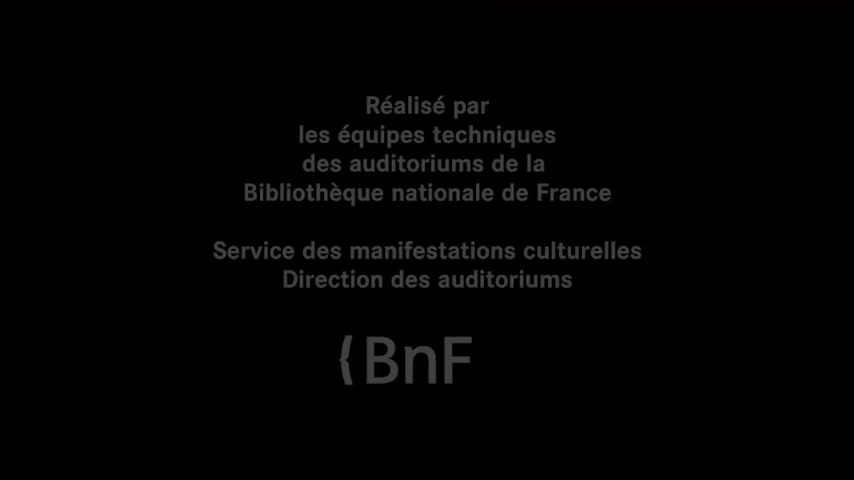 Réalisé par
les équipes techniques
des auditoriums de la
Bibliothèque nationale de France
Service des manifestations culturelles
Direction des auditoriums
{BnF